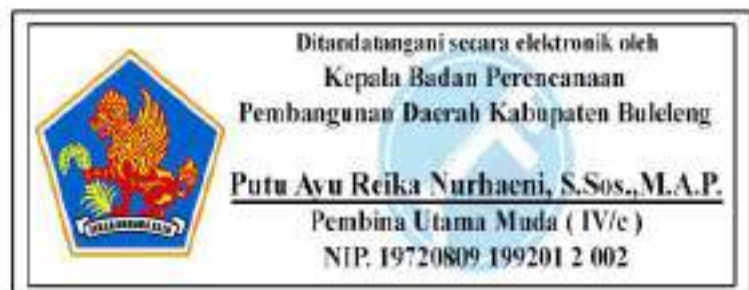 Ditandatangani secara elektronik oleh
Kepala Badan Perencanaan
Pembangunan Daerah Kabupaten Buleleng
Putu Ayu Reika Nurhaeni, S.Sos.,M.A.P.
Pembina Utama Muda ( IV/c )
NIP. 19720809 199201 2 002